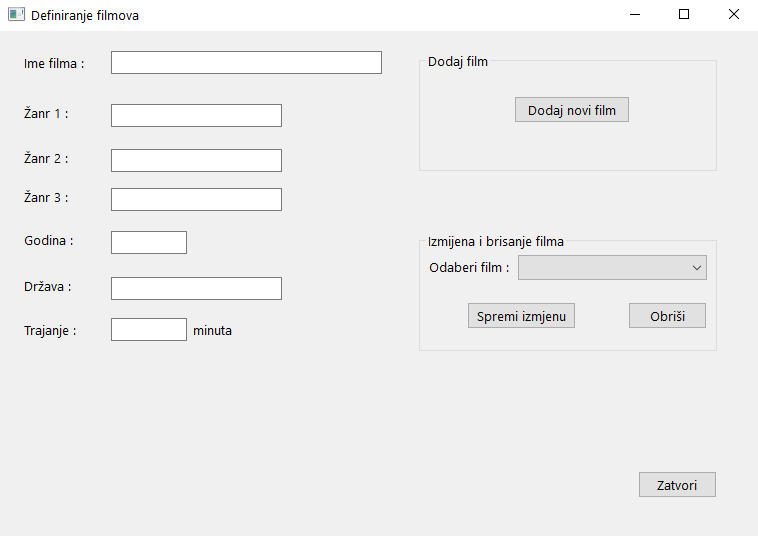 Definiranje filmova
Ime filma :
Žanr 1 :
Žanr 2 :
Žanr 3 :
Godina :
Država :
Trajanje :
minuta
Dodaj film
Dodaj novi film
Izmijena i brisanje filma
Odaberi film :
Spremi izmjenu
Obriši
Zatvori